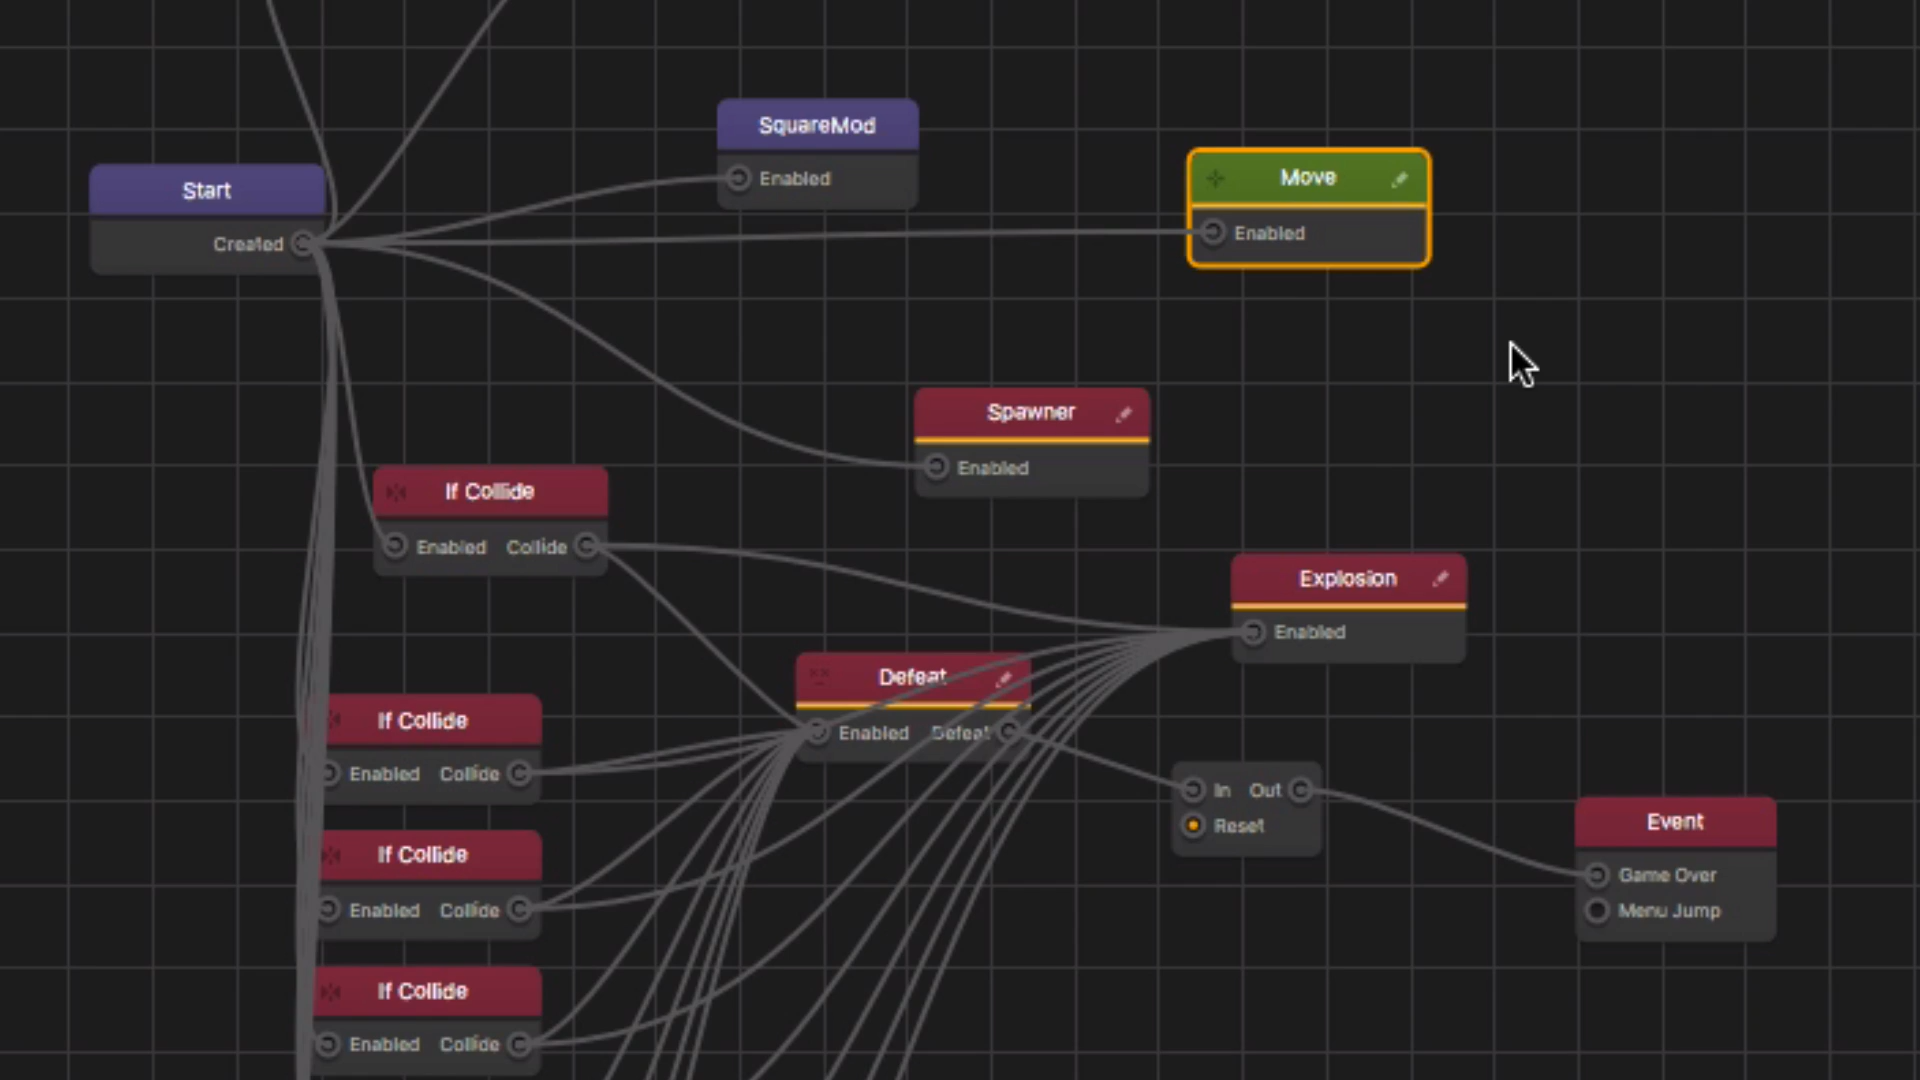 SquareMod
Enabled
Start
Created
Move
Enabled
Spawner
Enabled
If Collide
Enabled Collide
Explosion
Enabled
Defeat
Enabled Defeat
If Collide
Enabled Collide
In Out
Reset
Event
Game Over
Menu Jump
If Collide
Enabled Collide
If Collide
Enabled Collide